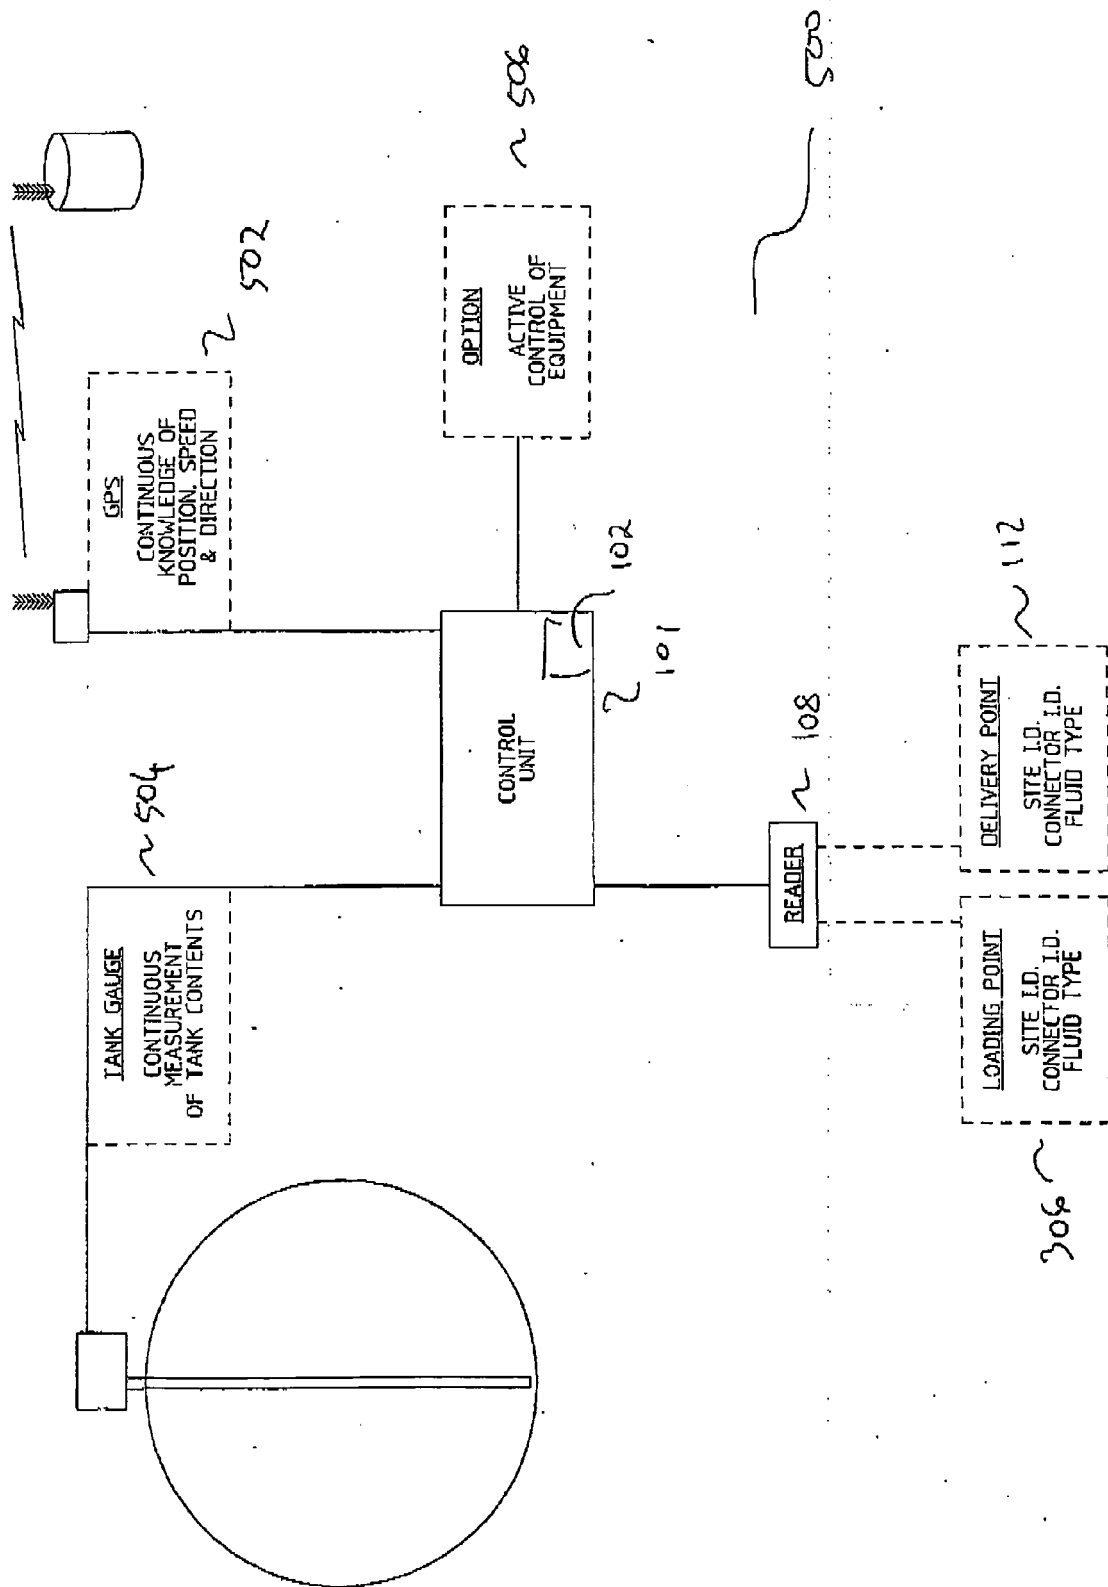 TANK GAUGE
CONTINUOUS
MEASUREMENT
OF TANK CONTENTS
504
GPS
CONTINUOUS
KNOWLEDGE OF
POSITION, SPEED
& DIRECTION
502
CONTROL
UNIT
102
101
OPTION
ACTIVE
CONTROL OF
EQUIPMENT
506
READER
108
500
LOADING POINT
SITE I.D.
CONNECTOR I.D.
FLUID TYPE
306
DELIVERY POINT
SITE I.D.
CONNECTOR I.D.
FLUID TYPE
112